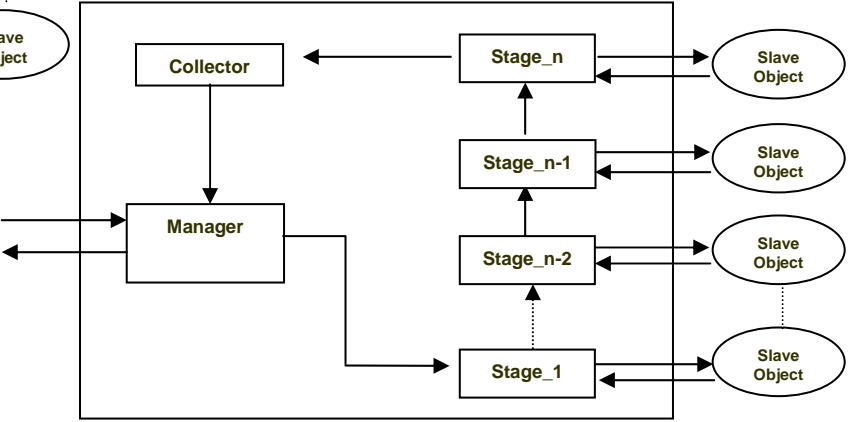 Collector
Manager
Stage_n
Stage_n-1
Stage_n-2
Stage_1
Slave
Object
Slave
Object
Slave
Object
Slave
Object